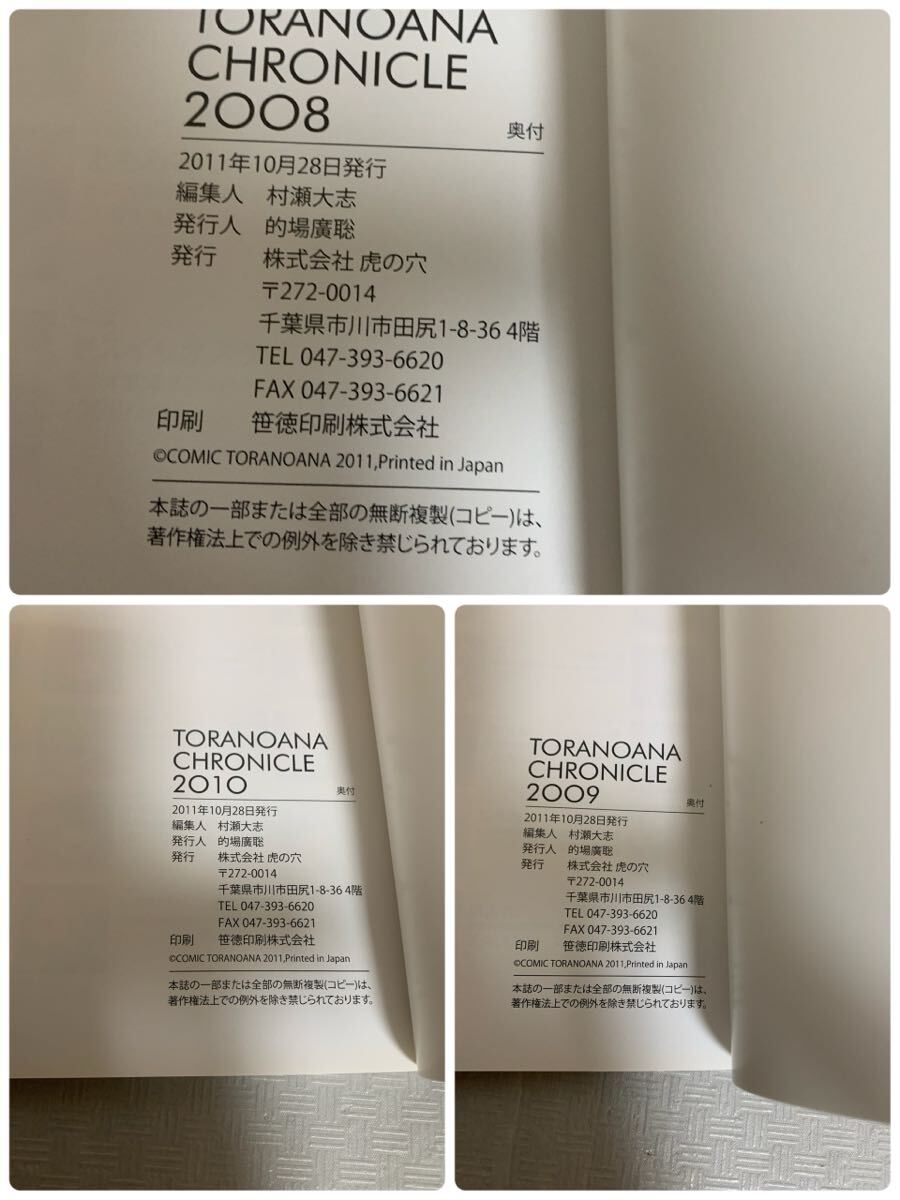 TORANOANA
CHRONICLE
2008
奥付
2011年10月28日発行
編集人 村瀬大志
発行人 的場廣聡
発行 株式会社 虎の穴
〒272-0014
千葉県市川市田尻1-8-36 4階
TEL 047-393-6620
FAX 047-393-6621
印刷 笹徳印刷株式会社
©COMIC TORANOANA 2011,Printed in Japan
本誌の一部または全部の無断複製(コピー)は、
著作権法上での例外を除き禁じられております。
TORANOANA
CHRONICLE
2010
奥付
2011年10月28日発行
編集人 村瀬大志
発行人 的場廣聡
発行 株式会社 虎の穴
〒272-0014
千葉県市川市田尻1-8-36 4階
TEL 047-393-6620
FAX 047-393-6621
印刷 笹徳印刷株式会社
©COMIC TORANOANA 2011,Printed in Japan
本誌の一部または全部の無断複製(コピー)は、
著作権法上での例外を除き禁じられております。
TORANOANA
CHRONICLE
2009
奥付
2011年10月28日発行
編集人 村瀬大志
発行人 的場廣聡
発行 株式会社 虎の穴
〒272-0014
千葉県市川市田尻1-8-36 4階
TEL 047-393-6620
FAX 047-393-6621
印刷 笹徳印刷株式会社
©COMIC TORANOANA 2011,Printed in Japan
本誌の一部または全部の無断複製(コピー)は、
著作権法上での例外を除き禁じられております。